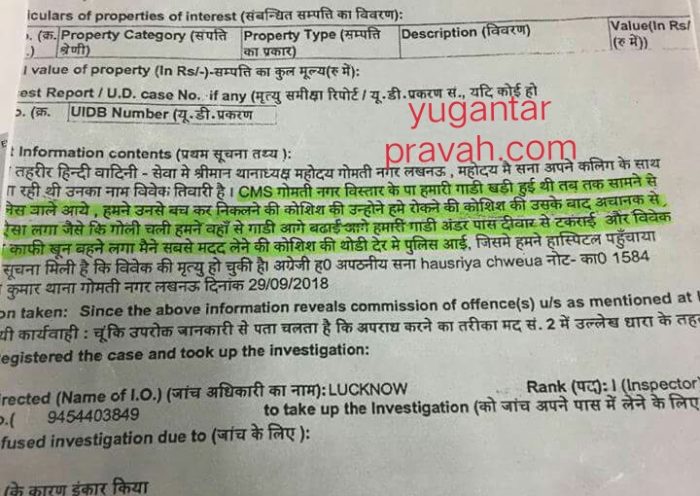 iculars of properties of interest (संबन्धित सम्पति का विवरण):
. (क्र. Property Category (संपति श्रेणी) Property Type (सम्पति का प्रकार) Description (विवरण) Value(In Rs/ (रु में))
l value of property (In Rs/-)-सम्पति का कुल मूल्य(रु में):
est Report / U.D. case No., if any (मृत्यु समीक्षा रिपोर्ट / यू.डी.प्रकरण सं., यदि कोई हो
. (क्र. UIDB Number (यू.डी.प्रकरण
yugantar
pravah.com
t Information contents (प्रथम सूचना तथ्य ):
तहरीर हिन्दी वादिनी - सेवा मे श्रीमान थानाध्यक्ष महोदय गोमती नगर लखनऊ , महोदय मै सना अपने कलिग के साथ
रही थी उनका नाम विवेक तिवारी है । CMS गोमती नगर विस्तार के पा हमारी गाडी खडी हुई थी तब तक सामने से
वाले आये , हमने उनसे बच कर निकलने की कोशिश की उन्होने हमे रोकने की कोशिश की उसके बाद अचानक से
लगा जैसे कि गोली चली हमने वहाँ से गाडी आगे बढाई आगे हमारी गाडी अंडर पास दीवार से टकराई और विवेक
काफी खून बहने लगा मैने सबसे मदद लेने की कोशिश की थोडी देर मे पुलिस आई, जिसमे हमने हास्पिटल पहुँचाया
सूचना मिली है कि विवेक की मृत्यु हो चुकी है। अग्रेजी ह0 अपठनीय सना hausriya chweua नोट- का0 1584
कुमार थाना गोमती नगर लखनऊ दिनांक 29/09/2018
on taken: Since the above information reveals commission of offence(s) u/s as mentioned at I
यी कार्यवाही : चूंकि उपरोक्त जानकारी से पता चलता है कि अपराध करने का तरीका मद सं. 2 में उल्लेख धारा के तहत
egistered the case and took up the investigation:
rected (Name of I.O.) (जांच अधिकारी का नाम): LUCKNOW Rank (पद): I (Inspector)
o.( 9454403849 to take up the Investigation (को जांच अपने पास में लेने के लिए
fused investigation due to (जांच के लिए ):
(के कारण इंकार किया